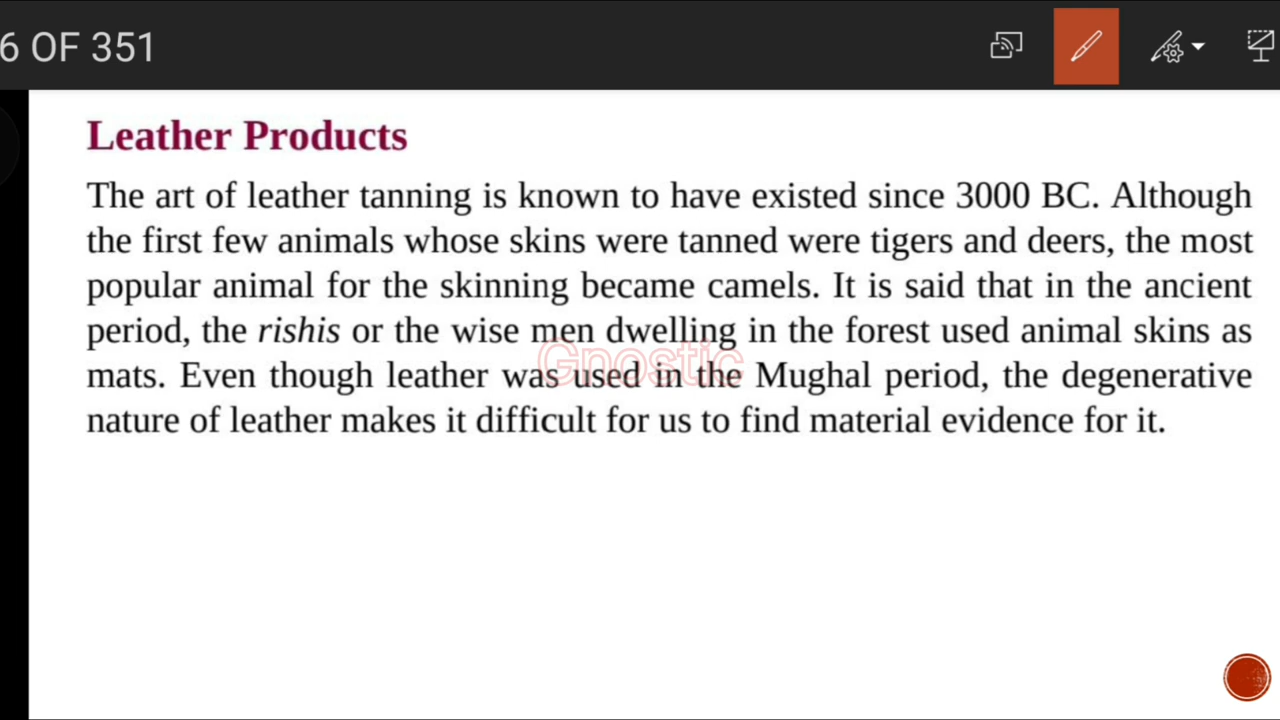 6 OF 351
Leather Products
The art of leather tanning is known to have existed since 3000 BC. Although
the first few animals whose skins were tanned were tigers and deers, the most
popular animal for the skinning became camels. It is said that in the ancient
period, the rishis or the wise men dwelling in the forest used animal skins as
mats. Even though leather was used in the Mughal period, the degenerative
nature of leather makes it difficult for us to find material evidence for it.
Gnostic